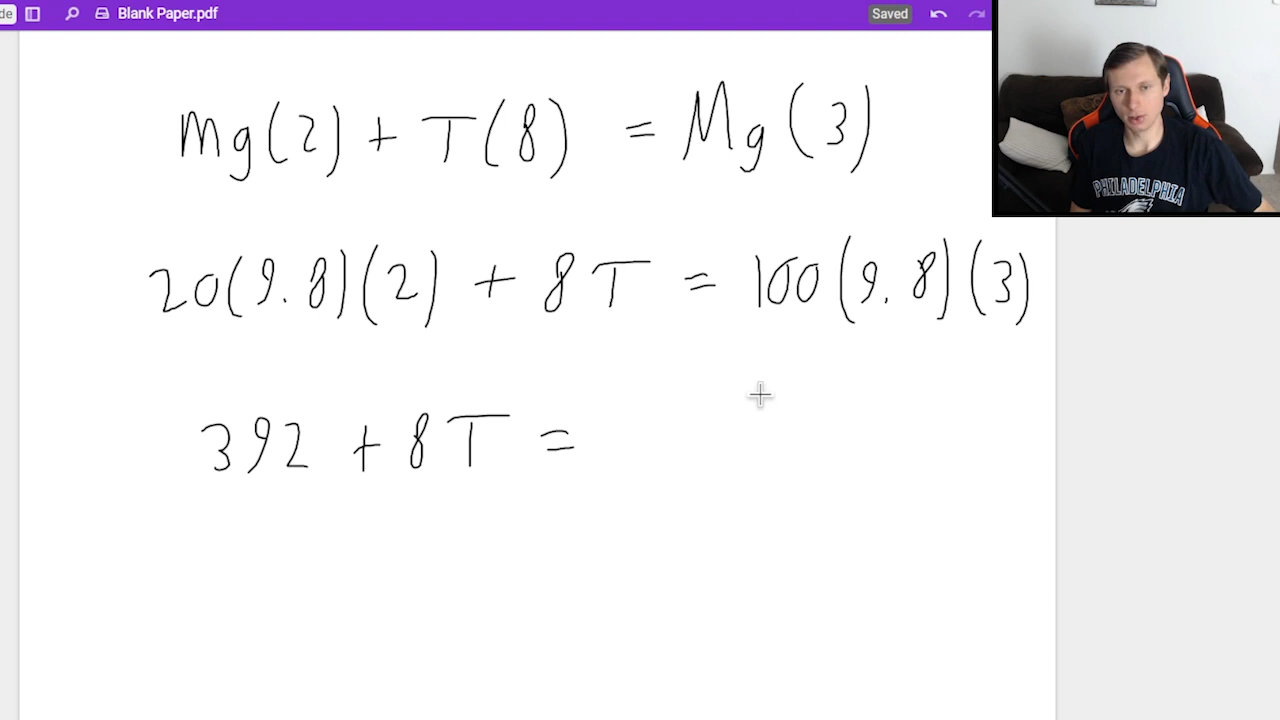 de
Blank Paper.pdf
Saved
mg(2) + T(8) = Mg(3)
20(9.8)(2) + 8T = 100(9.8)(3)
392 + 8T =
PHILADELPHIA